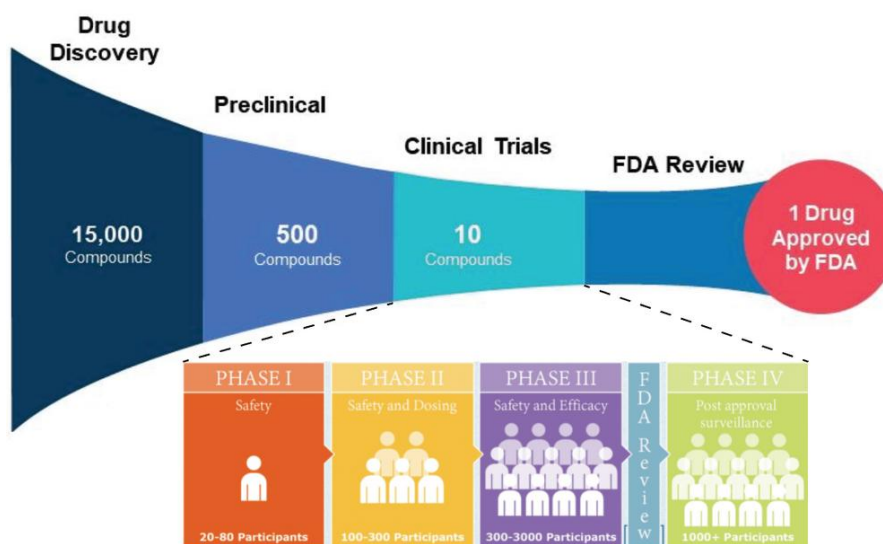 Drug
Discovery
Preclinical
Clinical Trials
FDA Review
15,000
Compounds
500
Compounds
10
Compounds
1 Drug
Approved
by FDA
PHASE I
Safety
20-80 Participants
PHASE II
Safety and Dosing
100-300 Participants
PHASE III
Safety and Efficacy
300-3000 Participants
FDA Review
PHASE IV
Post approval
surveillance
1000+ Participants